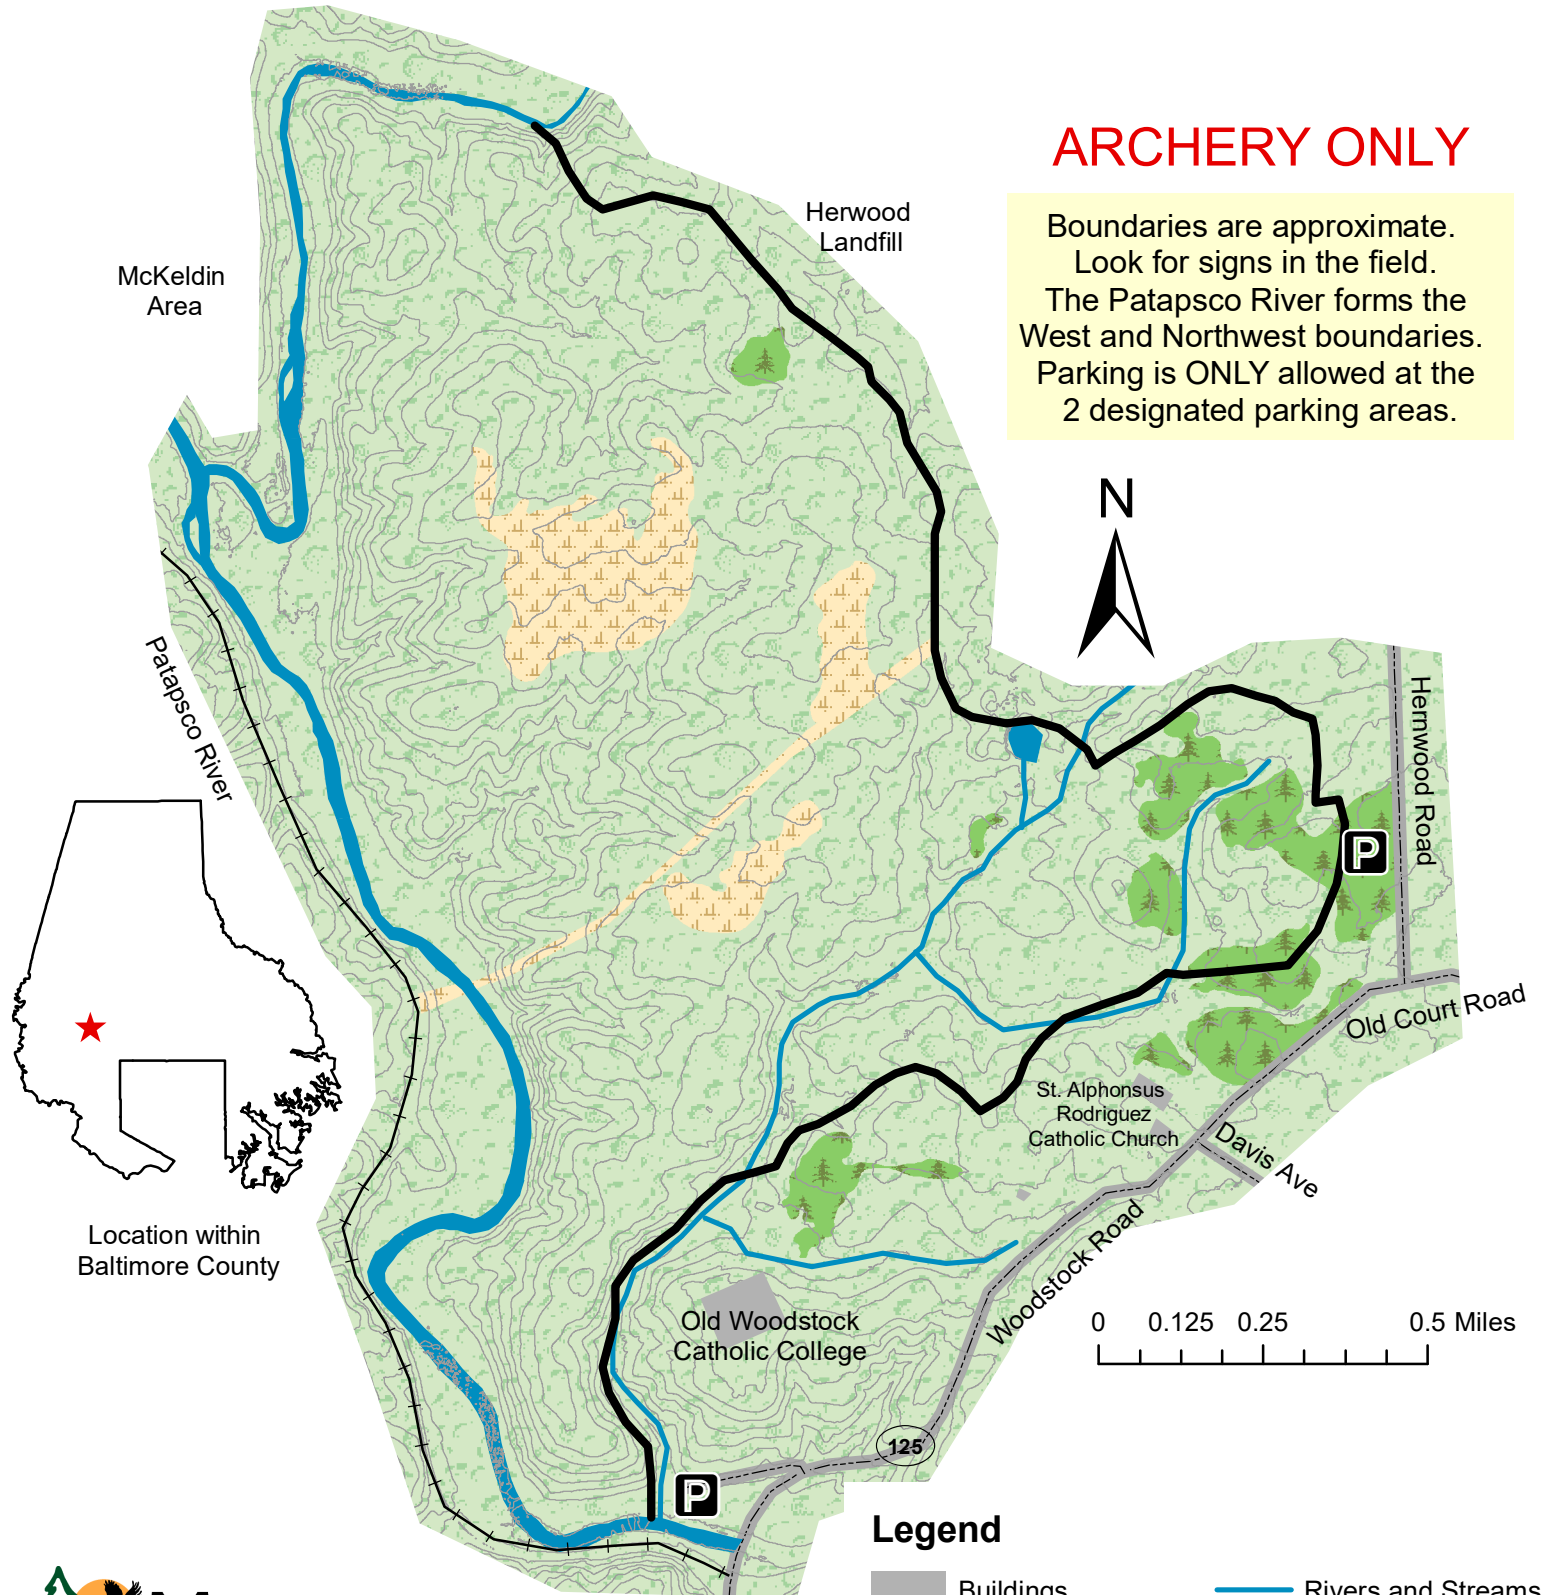 ARCHERY ONLY
Boundaries are approximate.
Look for signs in the field.
The Patapsco River forms the
West and Northwest boundaries.
Parking is ONLY allowed at the
2 designated parking areas.
Herwood
Landfill
McKeldin
Area
N
Patapsco River
Hernwood Road
P
Old Court Road
St. Alphonsus
Rodriguez
Catholic Church
Davis Ave
Woodstock Road
Location within
Baltimore County
Old Woodstock
Catholic College
0 0.125 0.25 0.5 Miles
125
P
Legend
Buildings
Rivers and Streams